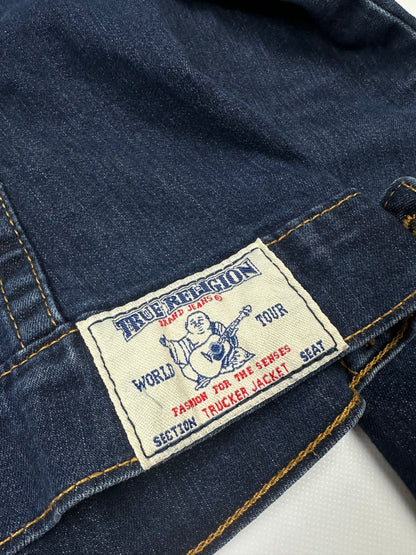 TRUE RELIGION
BRAND JEANS ®
WORLD TOUR
FASHION FOR THE SENSES
SECTION TRUCKER JACKET SEAT